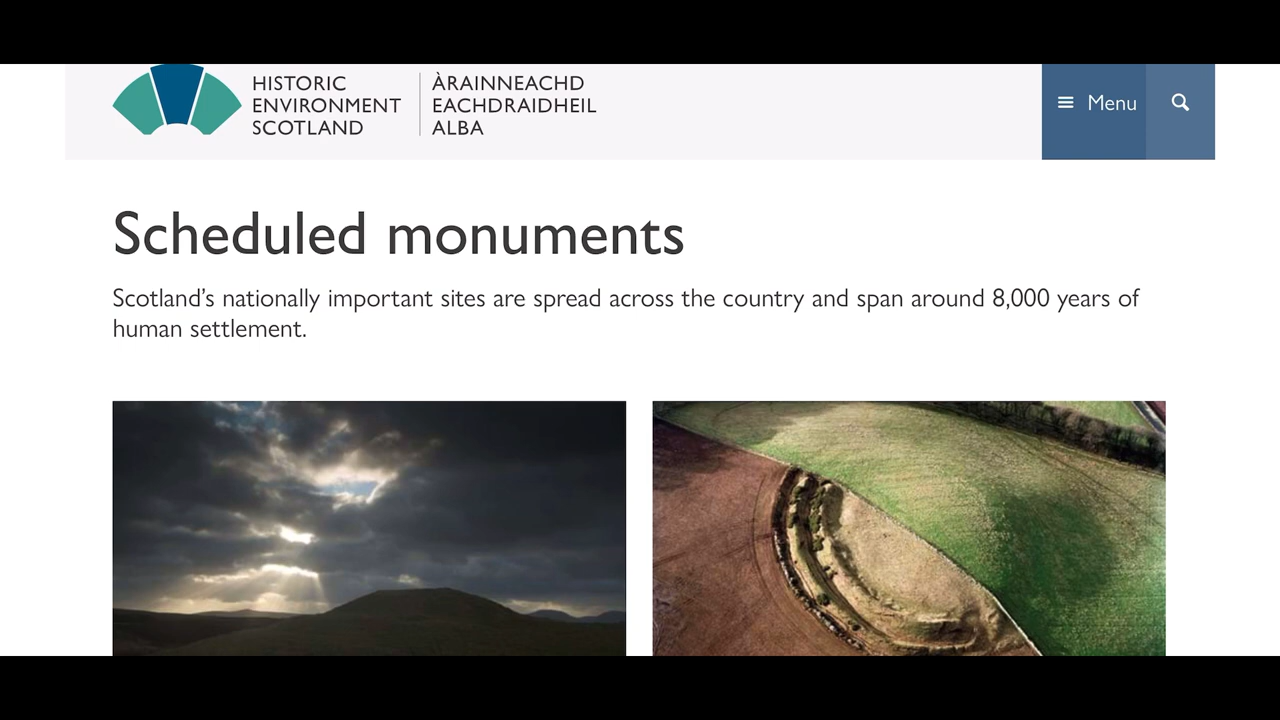 HISTORIC
ENVIRONMENT
SCOTLAND
ÀRAINNEACHD
EACHDRAIDHEIL
ALBA
Menu
Scheduled monuments
Scotland’s nationally important sites are spread across the country and span around 8,000 years of
human settlement.